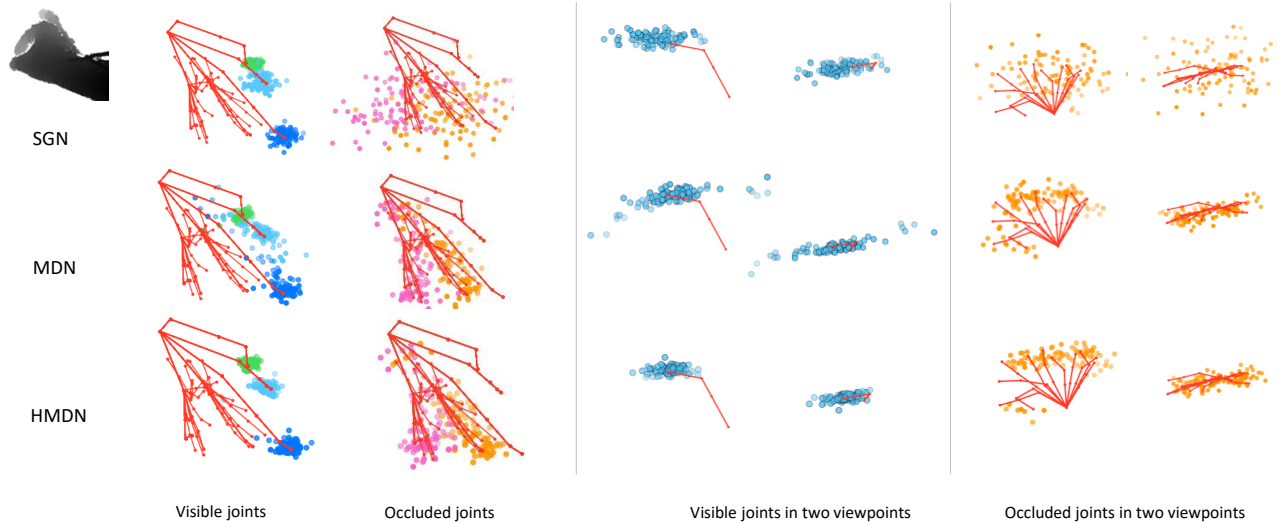 SGN
MDN
HMDN
Visible joints
Occluded joints
Visible joints in two viewpoints
Occluded joints in two viewpoints